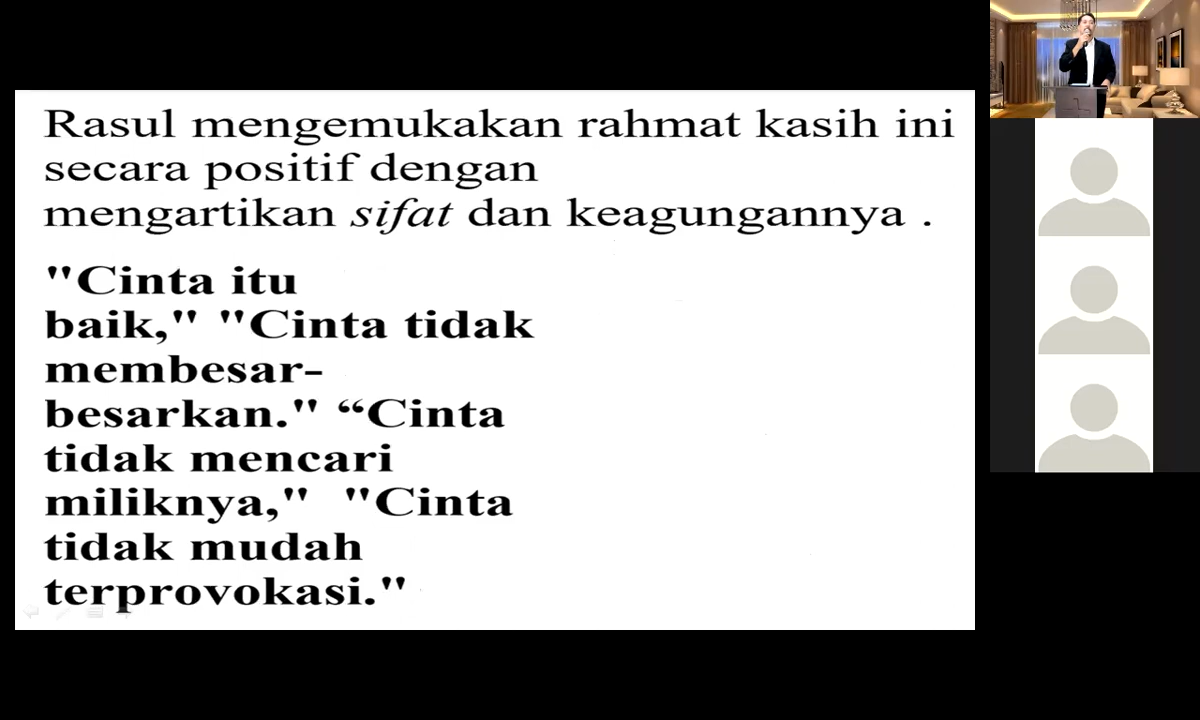 Rasul mengemukakan rahmat kasih ini
secara positif dengan
mengartikan sifat dan keagungannya .
"Cinta itu
baik," "Cinta tidak
membesar-
besarkan." “Cinta
tidak mencari
miliknya," "Cinta
tidak mudah
terprovokasi."